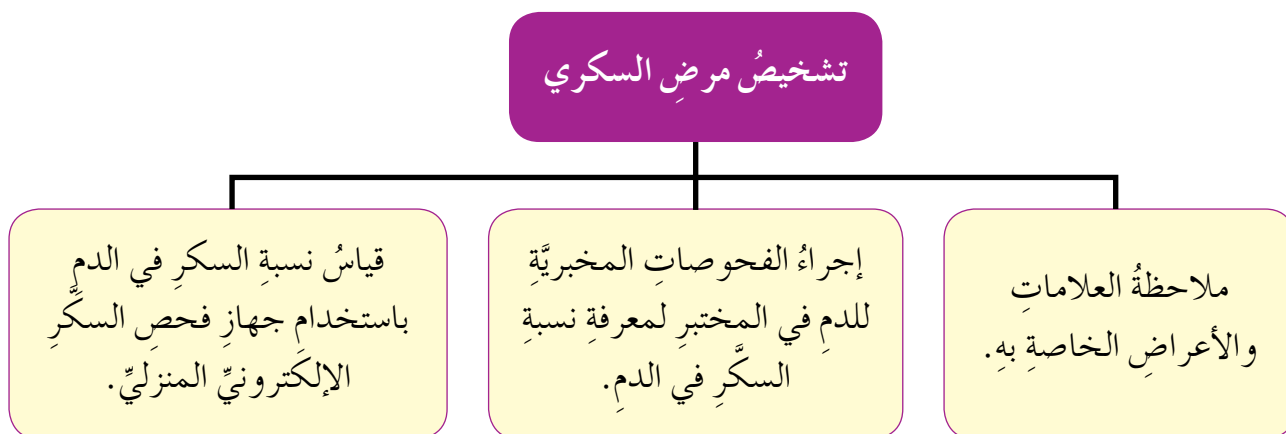 تشخيصُ مرضِ السكري
ملاحظةُ العلاماتِ
والأعراضِ الخاصةِ بهِ.
إجراءُ الفحوصاتِ المخبريَّةِ
للدمِ في المختبرِ لمعرفةِ نسبةِ
السكَّرِ في الدمِ.
قياسُ نسبةِ السكرِ في الدمِ
باستخدامِ جهازِ فحصِ السكَّرِ
الإلكترونيِّ المنزليِّ.